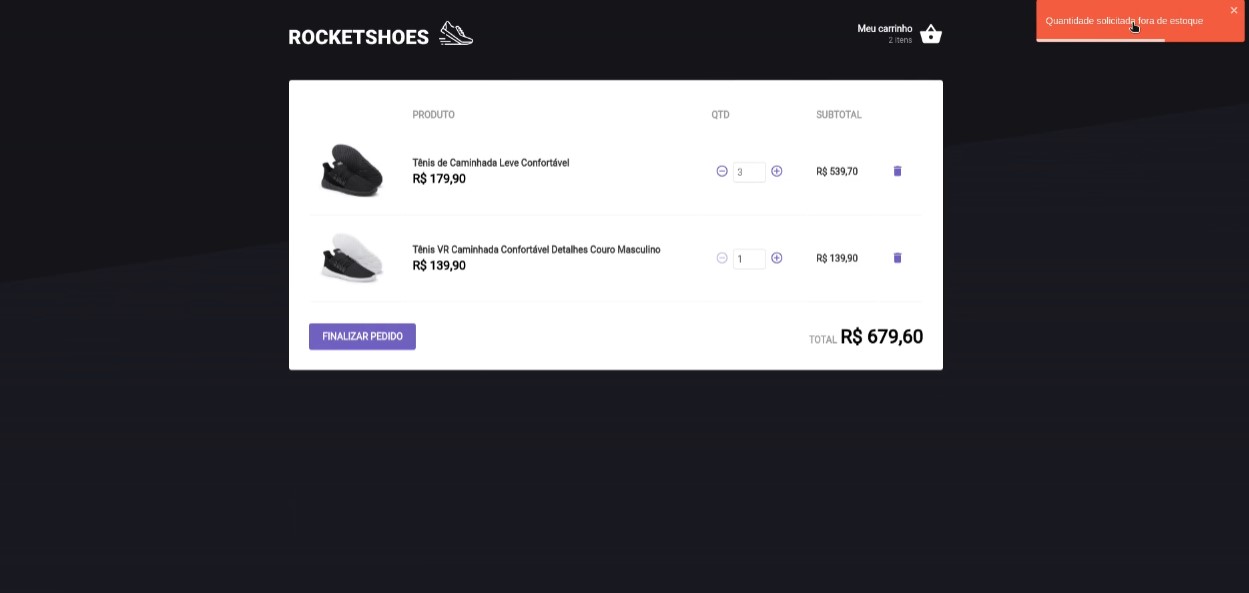 ROCKETSHOES
Meu carrinho
2 itens
Quantidade solicitada fora de estoque
PRODUTO QTD SUBTOTAL
Tênis de Caminhada Leve Confortável
R$ 179,90
3
R$ 539,70
Tênis VR Caminhada Confortável Detalhes Couro Masculino
R$ 139,90
1
R$ 139,90
FINALIZAR PEDIDO
TOTAL R$ 679,60